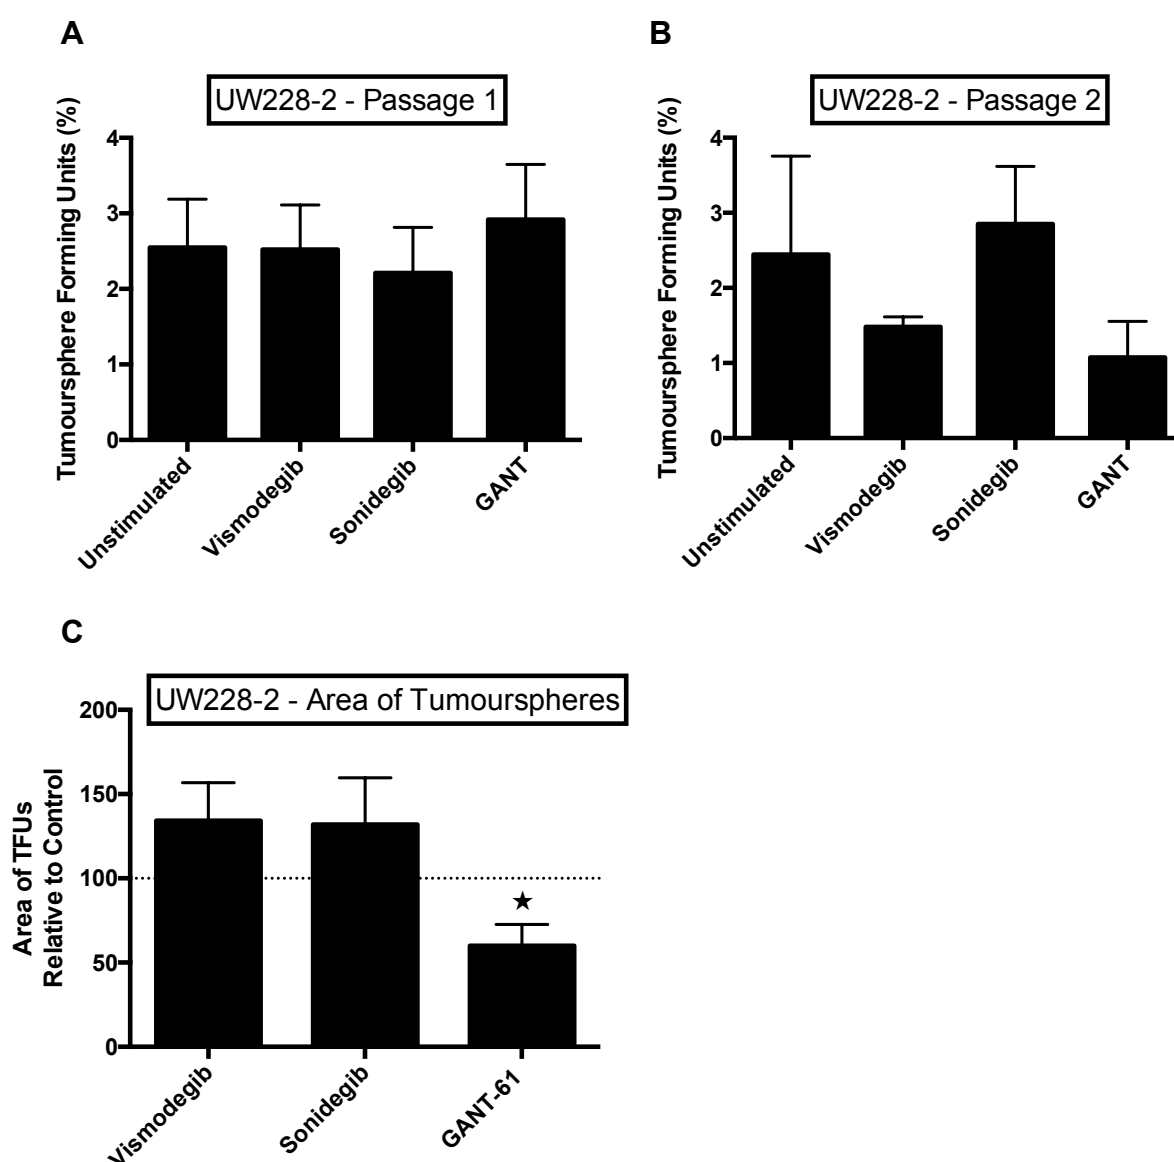 A
UW228-2 - Passage 1
Tumoursphere Forming Units (%)
4
3
2
1
0
Unstimulated
Vismodegib
Sonidegib
GANT
B
UW228-2 - Passage 2
Tumoursphere Forming Units (%)
4
3
2
1
0
Unstimulated
Vismodegib
Sonidegib
GANT
C
UW228-2 - Area of Tumourspheres
Area of TFUs
Relative to Control
200
150
100
50
0
Vismodegib
Sonidegib
GANT-61